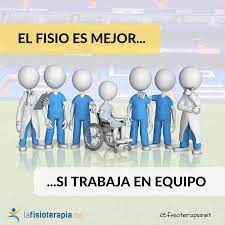 EL FISIO ES MEJOR...
...SI TRABAJA EN EQUIPO
lafisioterapia.net
@fisioterapianet